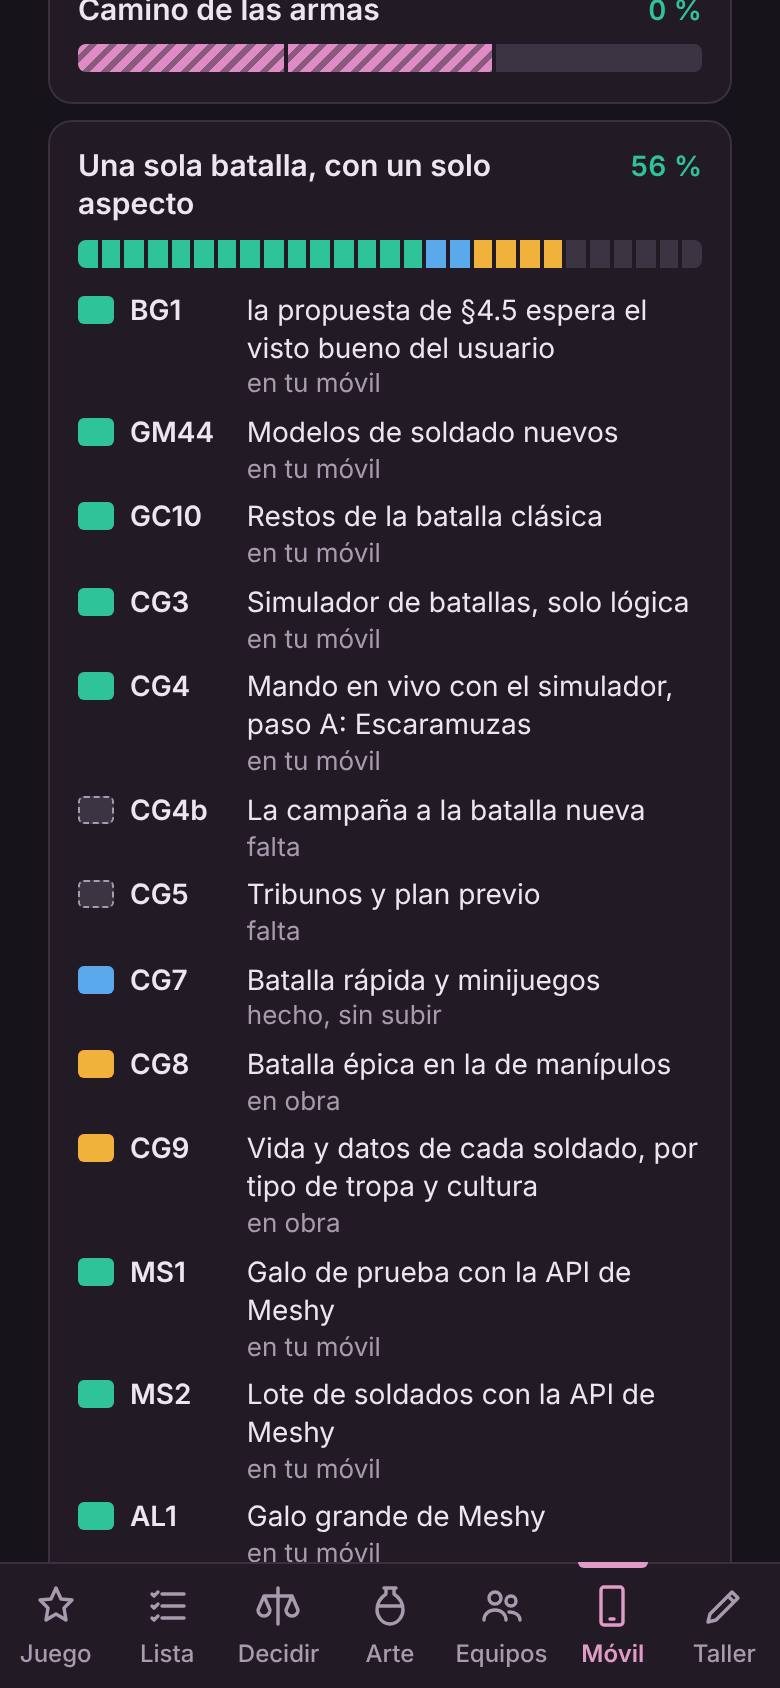 Camino de las armas 0 %
Una sola batalla, con un solo 56 %
aspecto
BG1 la propuesta de §4.5 espera el
visto bueno del usuario
en tu móvil
GM44 Modelos de soldado nuevos
en tu móvil
GC10 Restos de la batalla clásica
en tu móvil
CG3 Simulador de batallas, solo lógica
en tu móvil
CG4 Mando en vivo con el simulador,
paso A: Escaramuzas
en tu móvil
CG4b La campaña a la batalla nueva
falta
CG5 Tribunos y plan previo
falta
CG7 Batalla rápida y minijuegos
hecho, sin subir
CG8 Batalla épica en la de manípulos
en obra
CG9 Vida y datos de cada soldado, por
tipo de tropa y cultura
en obra
MS1 Galo de prueba con la API de
Meshy
en tu móvil
MS2 Lote de soldados con la API de
Meshy
en tu móvil
AL1 Galo grande de Meshy
en tu móvil
Juego Lista Decidir Arte Equipos Móvil Taller